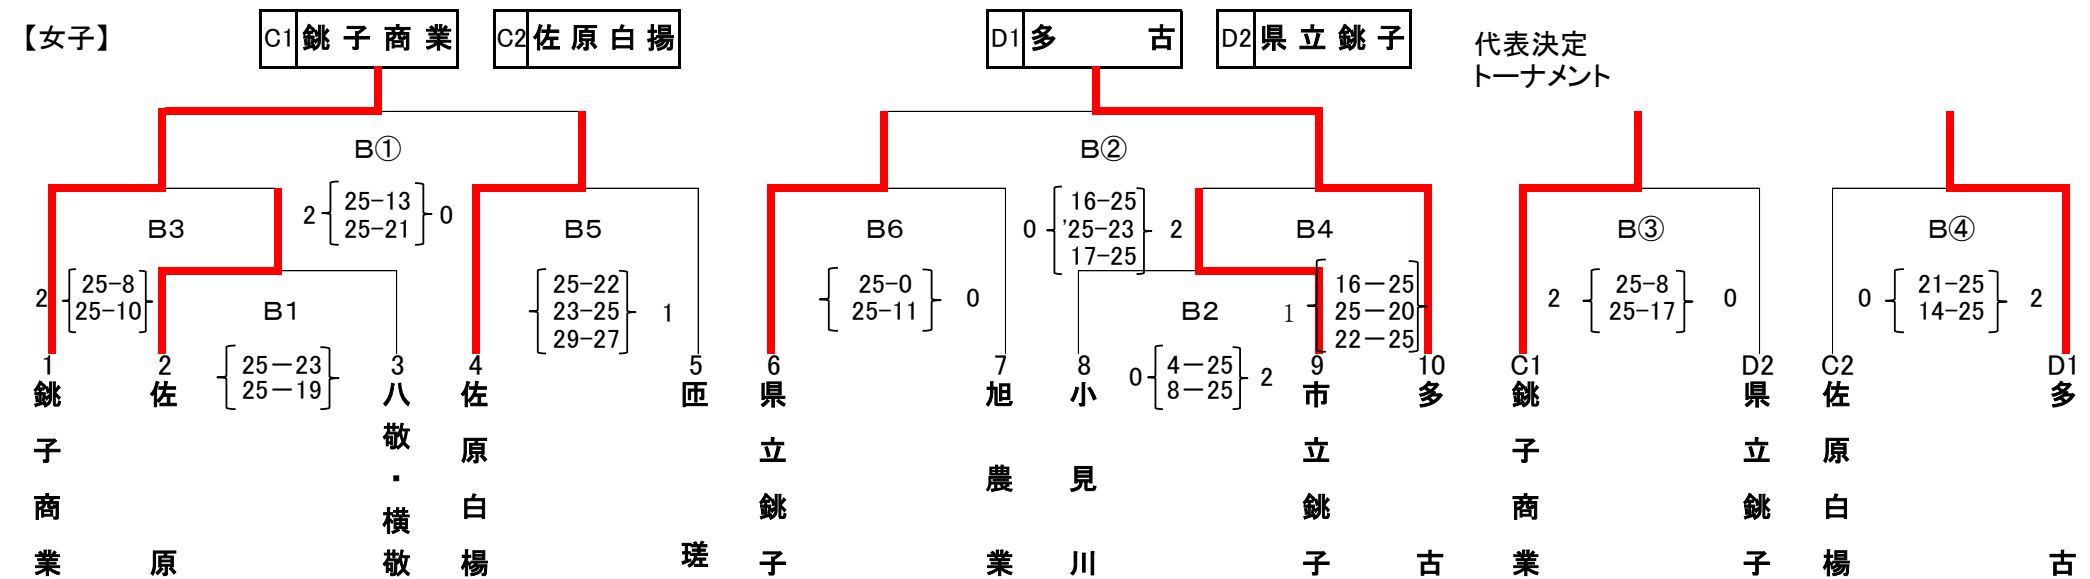 【女子】
C1 銚子商業
C2 佐原白揚
D1 多古
D2 県立銚子
代表決定
トーナメント
B①
B②
2 25-13 0
25-21
16-25
0 '25-23 2
17-25
B3
B5
B6
B4
B③
B④
25-8
2 25-10
B1
25-22
23-25 1
29-27
25-0 0
25-11
B2
16-25
1 25-20
22-25
2 25-8 0
25-17
0 21-25 2
14-25
25-23
25-19
0 4-25 2
8-25
1 銚子商業
2 佐原
3 八敬・横敬
4 佐原白楊
5 匝瑳
6 県立銚子
7 旭農業
8 小見川
9 市立銚子
10 多古
C1 銚子商業
D2 県立銚子
C2 佐原白楊
D1 多古